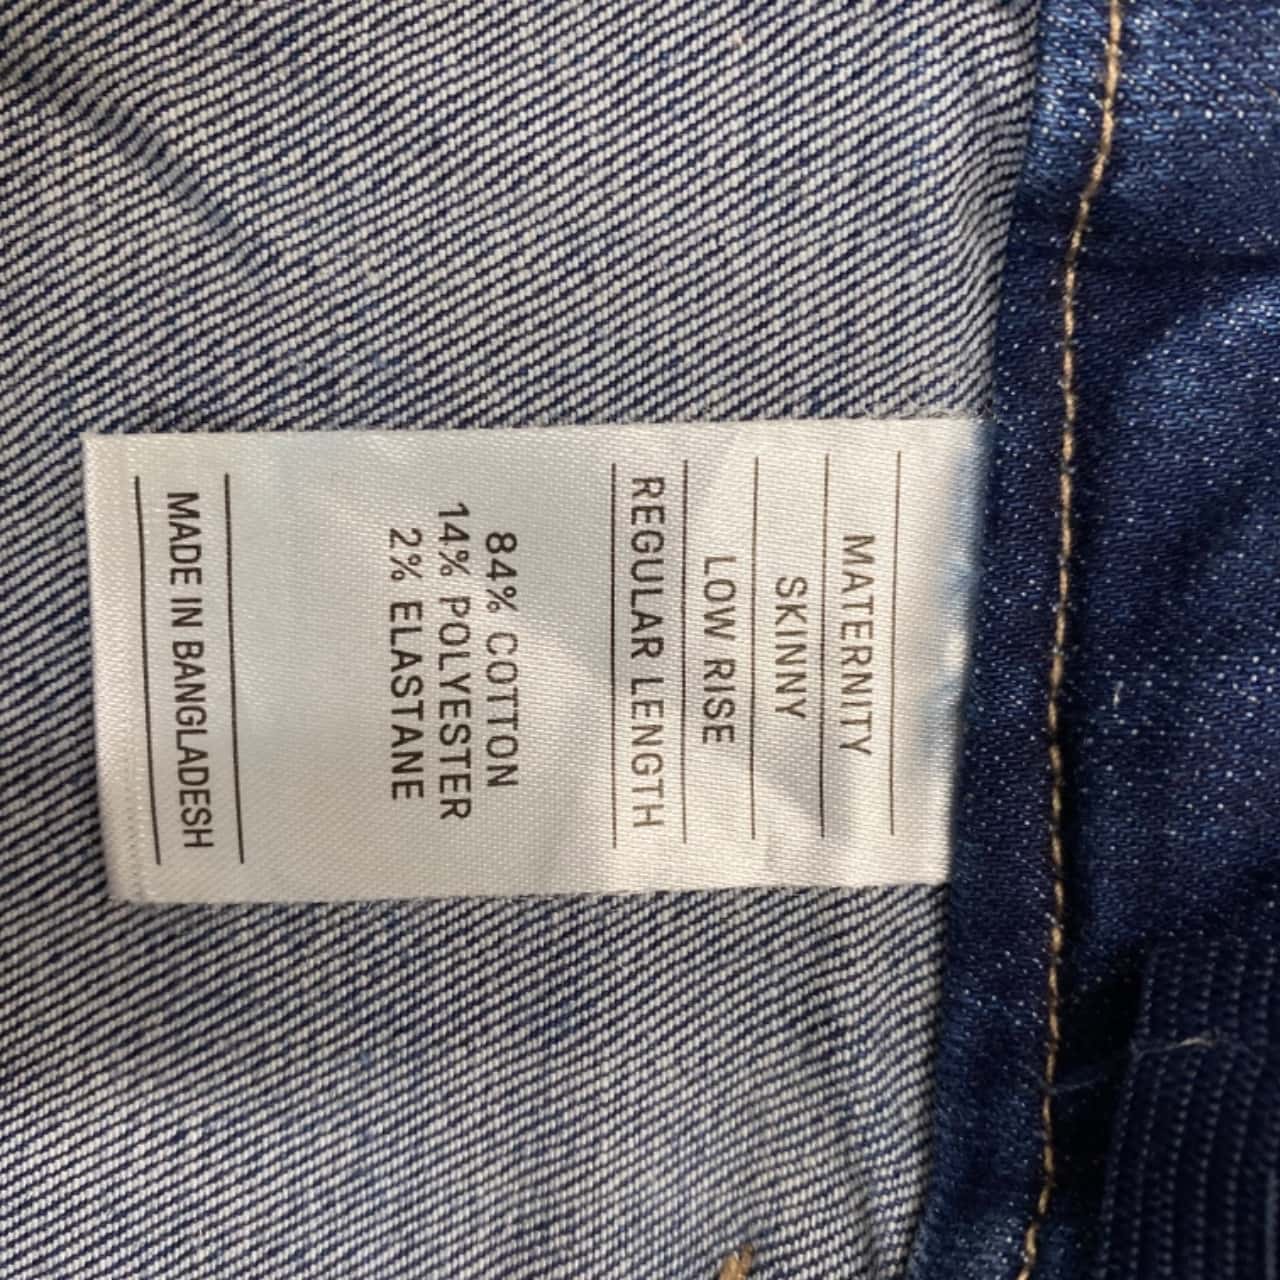 MATERNITY
SKINNY
LOW RISE
REGULAR LENGTH
84% COTTON
14% POLYESTER
2% ELASTANE
MADE IN BANGLADESH